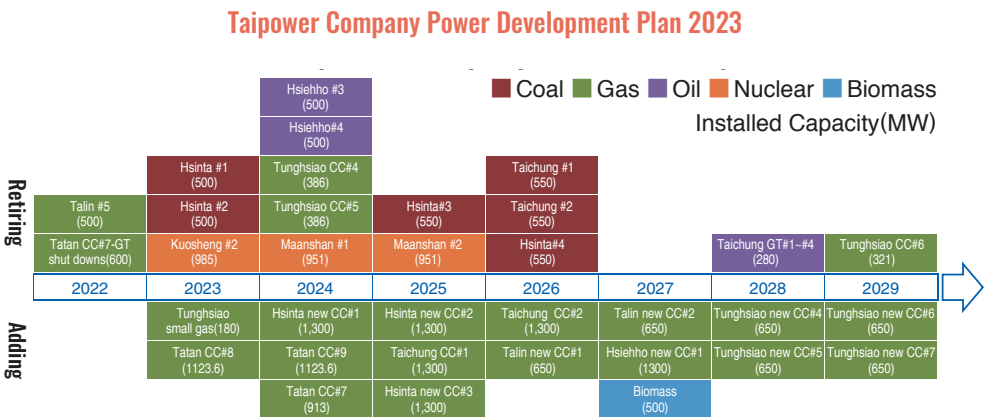 Taipower Company Power Development Plan 2023
Coal Gas Oil Nuclear Biomass
Installed Capacity(MW)
Retiring
Hsiehho #3
(500)
Hsiehho#4
(500)
Hsinta #1
(500)
Tunghsiao CC#4
(386)
Taichung #1
(550)
Talin #5
(500)
Hsinta #2
(500)
Tunghsiao CC#5
(386)
Hsinta#3
(550)
Taichung #2
(550)
Tatan CC#7-GT
shut downs(600)
Kuosheng #2
(985)
Maanshan #1
(951)
Maanshan #2
(951)
Hsinta#4
(550)
Taichung GT#1~#4
(280)
Tunghsiao CC#6
(321)
2022 2023 2024 2025 2026 2027 2028 2029
Adding
Tunghsiao
small gas(180)
Hsinta new CC#1
(1,300)
Hsinta new CC#2
(1,300)
Taichung CC#2
(1,300)
Talin new CC#2
(650)
Tunghsiao new CC#4
(650)
Tunghsiao new CC#6
(650)
Tatan CC#8
(1123.6)
Tatan CC#9
(1123.6)
Taichung CC#1
(1,300)
Talin new CC#1
(650)
Hsiehho new CC#1
(1300)
Tunghsiao new CC#5
(650)
Tunghsiao new CC#7
(650)
Tatan CC#7
(913)
Hsinta new CC#3
(1,300)
Biomass
(500)